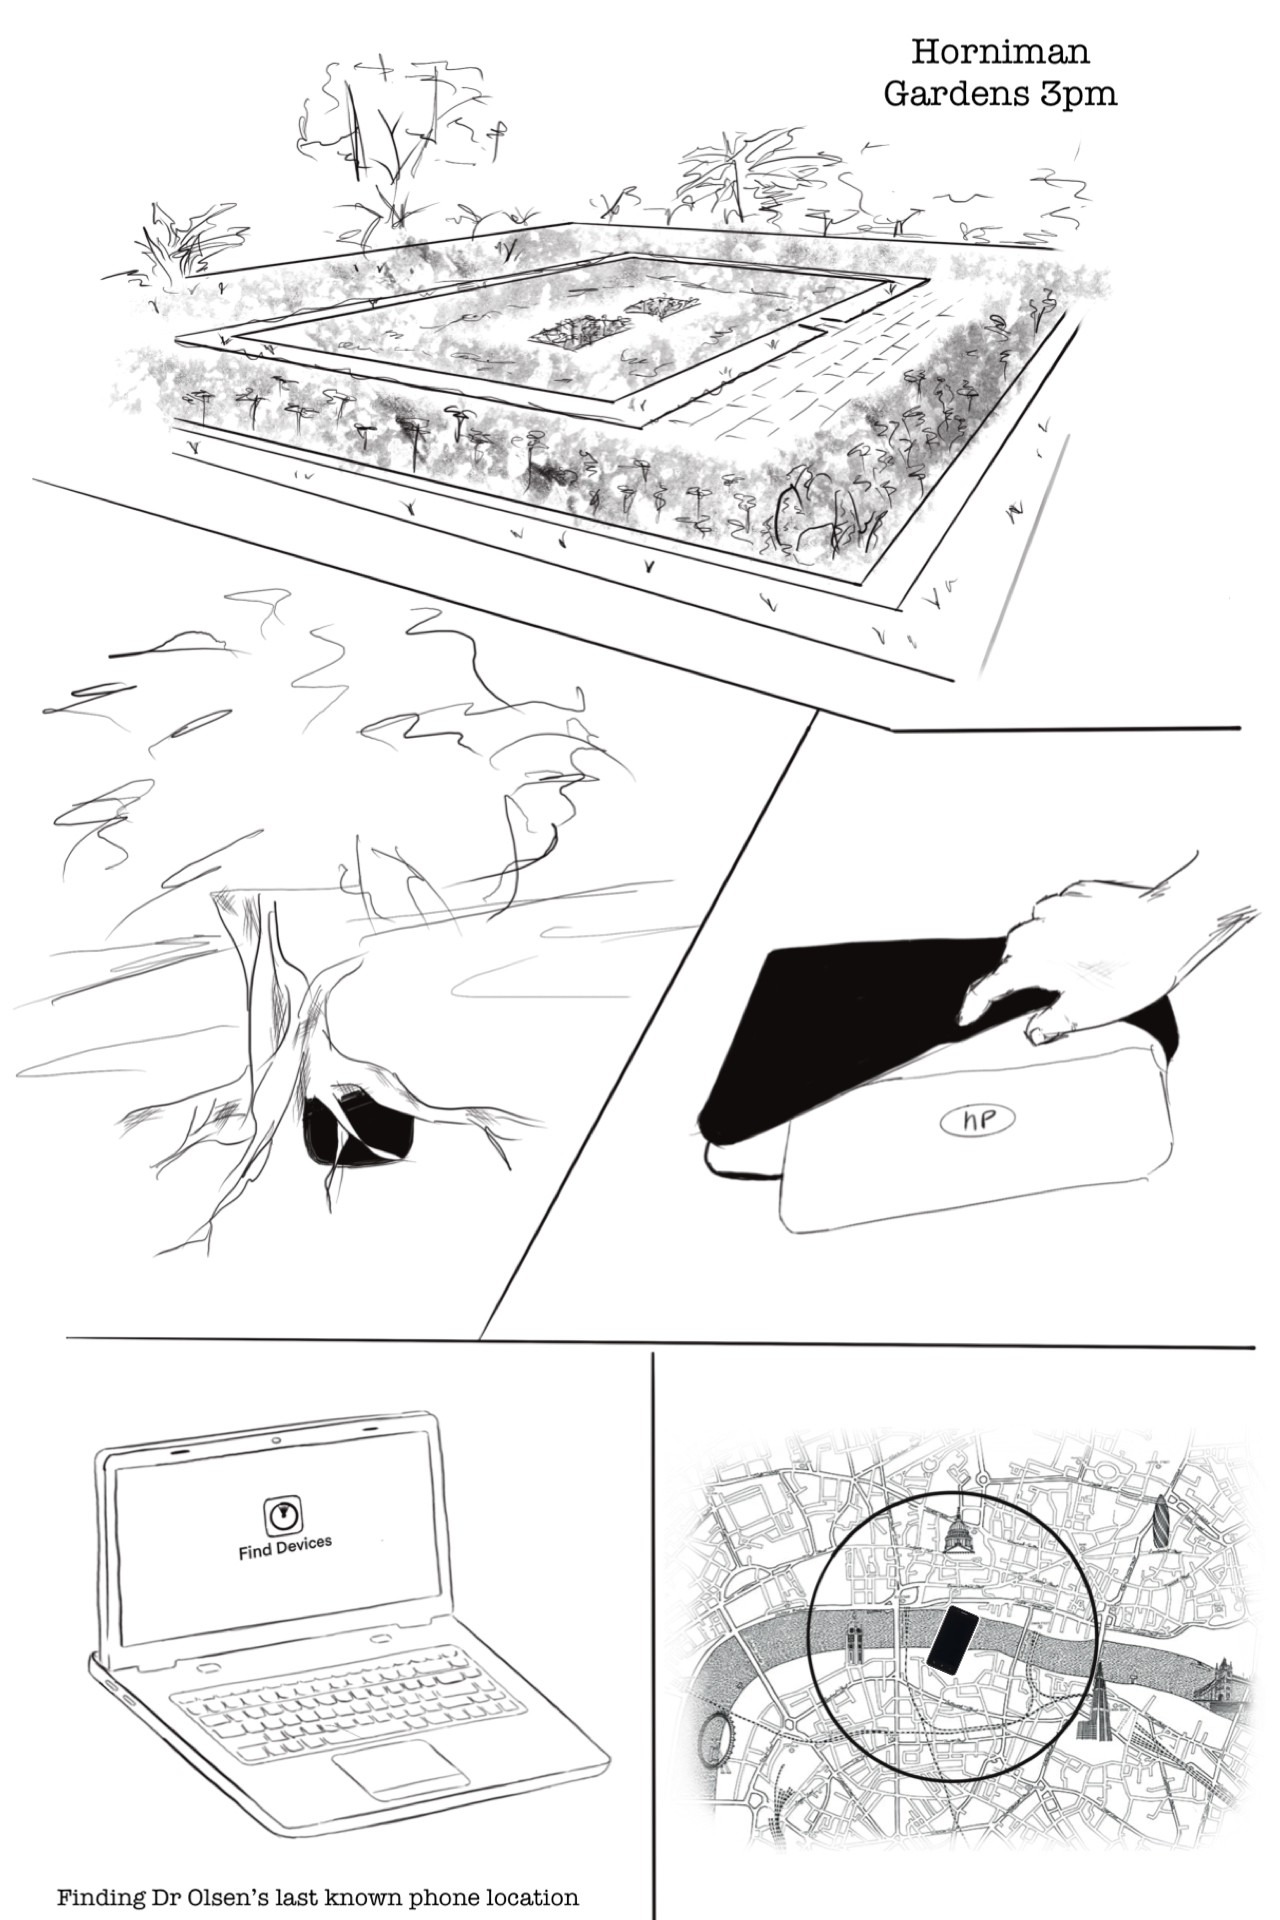 Horniman
Gardens 3pm
hp
Find Devices
Finding Dr Olsen's last known phone location